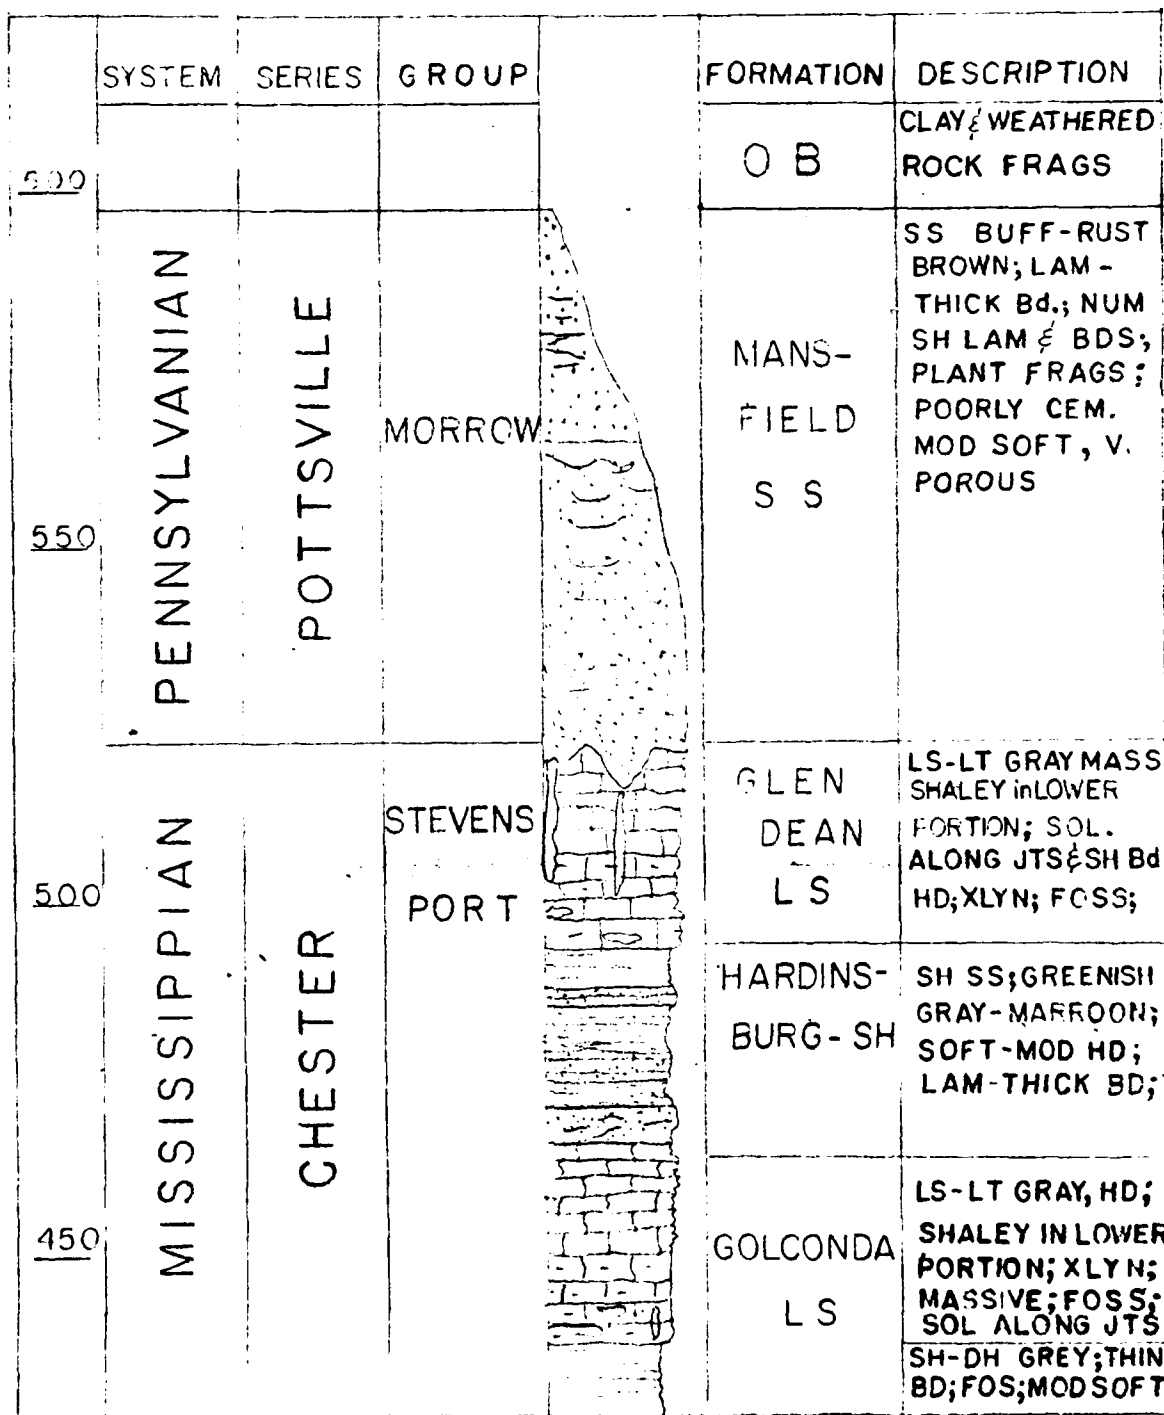 SYSTEM SERIES GROUP FORMATION DESCRIPTION
600
O B
CLAY & WEATHERED
ROCK FRAGS
PENNSYLVANIAN
POTTSVILLE
MORROW
MANS-
FIELD
S S
SS BUFF-RUST
BROWN; LAM -
THICK Bd.; NUM
SH LAM & BDS;
PLANT FRAGS;
POORLY CEM.
MOD SOFT, V.
POROUS
550
MISSISSIPPIAN
CHESTER
STEVENS
PORT
GLEN
DEAN
LS
LS-LT GRAY MASS
SHALEY in LOWER
PORTION; SOL.
ALONG JTS & SH Bd
HD; XLYN; FOSS;
500
HARDINS-
BURG-SH
SH SS; GREENISH
GRAY-MARROON;
SOFT-MOD HD;
LAM-THICK BD;
450
GOLCONDA
LS
LS-LT GRAY, HD;
SHALEY IN LOWER
PORTION; XLYN;
MASSIVE; FOSS;
SOL ALONG JTS
SH-DH GREY; THIN
BD; FOS; MOD SOFT